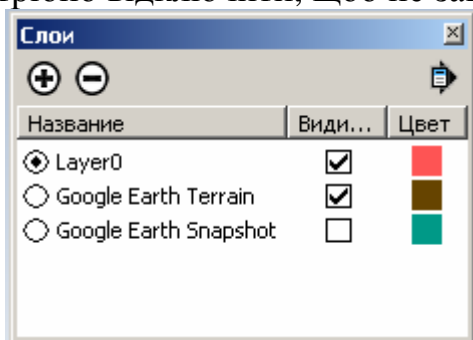 Слои
Название Види... Цвет
Layer0
Google Earth Terrain
Google Earth Snapshot